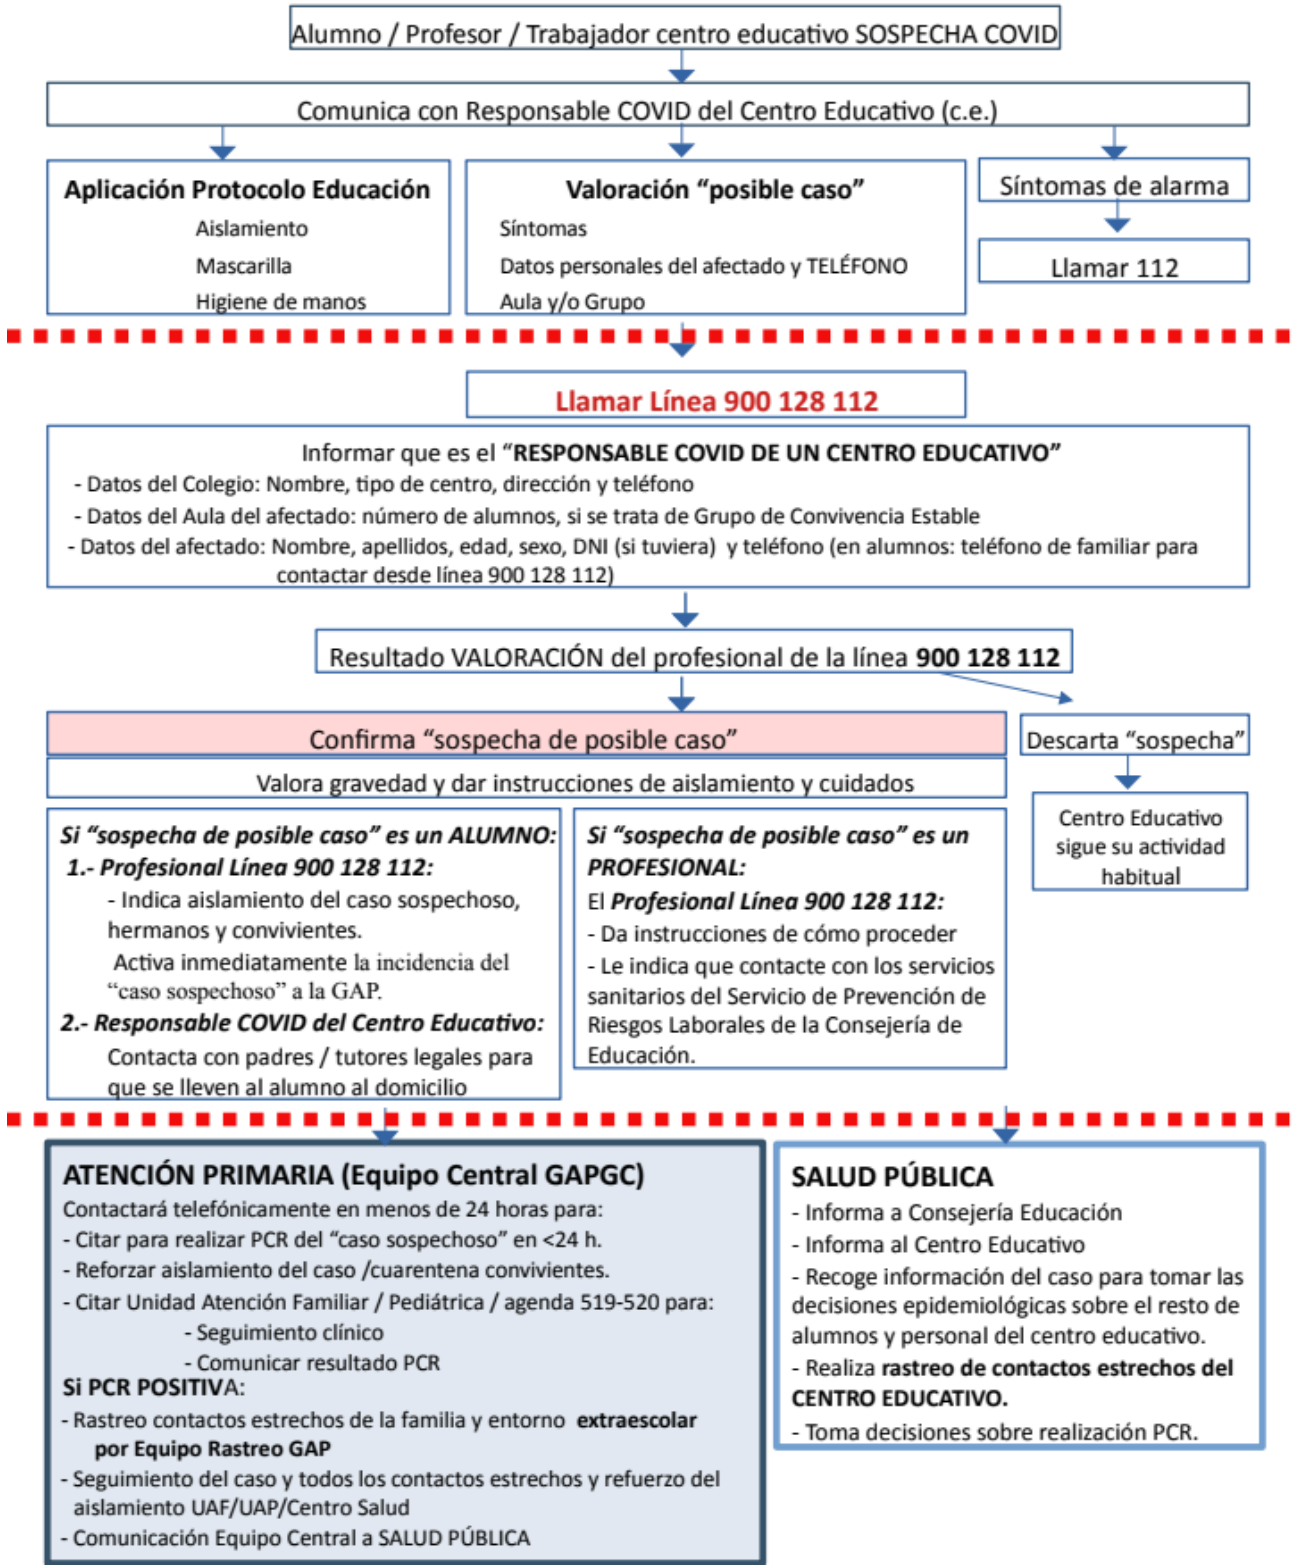 Alumno / Profesor / Trabajador centro educativo SOSPECHA COVID
Comunica con Responsable COVID del Centro Educativo (c.e.)
Aplicación Protocolo Educación
Aislamiento
Mascarilla
Higiene de manos
Valoración “posible caso”
Síntomas
Datos personales del afectado y TELÉFONO
Aula y/o Grupo
Síntomas de alarma
Llamar 112
Llamar Línea 900 128 112
Informar que es el “RESPONSABLE COVID DE UN CENTRO EDUCATIVO”
- Datos del Colegio: Nombre, tipo de centro, dirección y teléfono
- Datos del Aula del afectado: número de alumnos, si se trata de Grupo de Convivencia Estable
- Datos del afectado: Nombre, apellidos, edad, sexo, DNI (si tuviera) y teléfono (en alumnos: teléfono de familiar para
contactar desde línea 900 128 112)
Resultado VALORACIÓN del profesional de la línea 900 128 112
Confirma “sospecha de posible caso”
Valora gravedad y dar instrucciones de aislamiento y cuidados
Descarta “sospecha”
Centro Educativo
sigue su actividad
habitual
Si “sospecha de posible caso” es un ALUMNO:
1.- Profesional Línea 900 128 112:
- Indica aislamiento del caso sospechoso,
hermanos y convivientes.
Activa inmediatamente la incidencia del
“caso sospechoso” a la GAP.
2.- Responsable COVID del Centro Educativo:
Contacta con padres / tutores legales para
que se lleven al alumno al domicilio
Si “sospecha de posible caso” es un
PROFESIONAL:
El Profesional Línea 900 128 112:
- Da instrucciones de cómo proceder
- Le indica que contacte con los servicios
sanitarios del Servicio de Prevención de
Riesgos Laborales de la Consejería de
Educación.
ATENCIÓN PRIMARIA (Equipo Central GAPGC)
Contactará telefónicamente en menos de 24 horas para:
- Citar para realizar PCR del “caso sospechoso” en <24 h.
- Reforzar aislamiento del caso /cuarentena convivientes.
- Citar Unidad Atención Familiar / Pediátrica / agenda 519-520 para:
- Seguimiento clínico
- Comunicar resultado PCR
Si PCR POSITIVA:
- Rastreo contactos estrechos de la familia y entorno extraescolar
por Equipo Rastreo GAP
- Seguimiento del caso y todos los contactos estrechos y refuerzo del
aislamiento UAF/UAP/Centro Salud
- Comunicación Equipo Central a SALUD PÚBLICA
SALUD PÚBLICA
- Informa a Consejería Educación
- Informa al Centro Educativo
- Recoge información del caso para tomar las
decisiones epidemiológicas sobre el resto de
alumnos y personal del centro educativo.
- Realiza rastreo de contactos estrechos del
CENTRO EDUCATIVO.
- Toma decisiones sobre realización PCR.